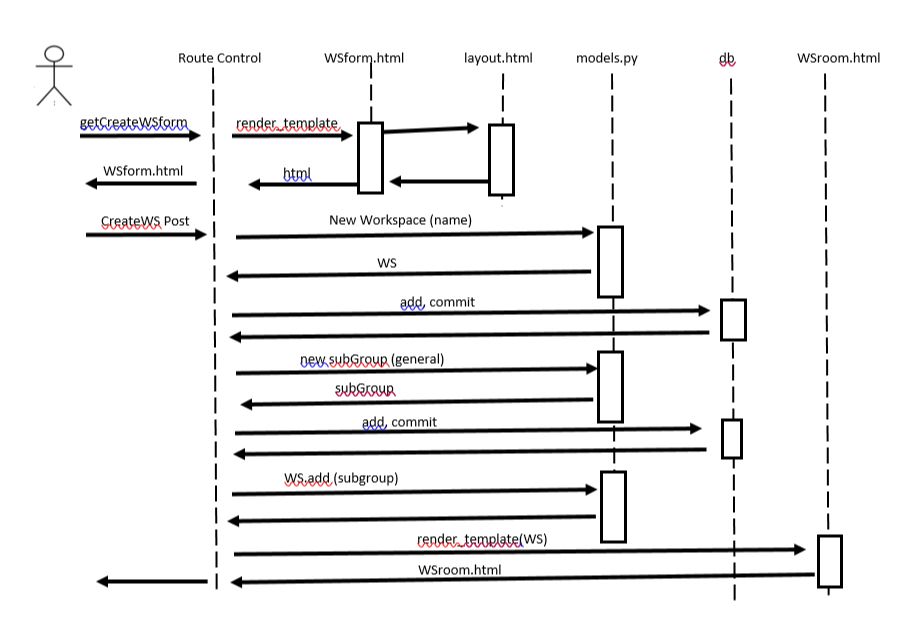 Route Control
WSform.html
layout.html
models.py
db
WSroom.html
getCreateWSform
render_template
WSform.html
html
CreateWS Post
New Workspace (name)
WS
add, commit
new subGroup (general)
subGroup
add, commit
WS.add (subgroup)
render_template(WS)
WSroom.html